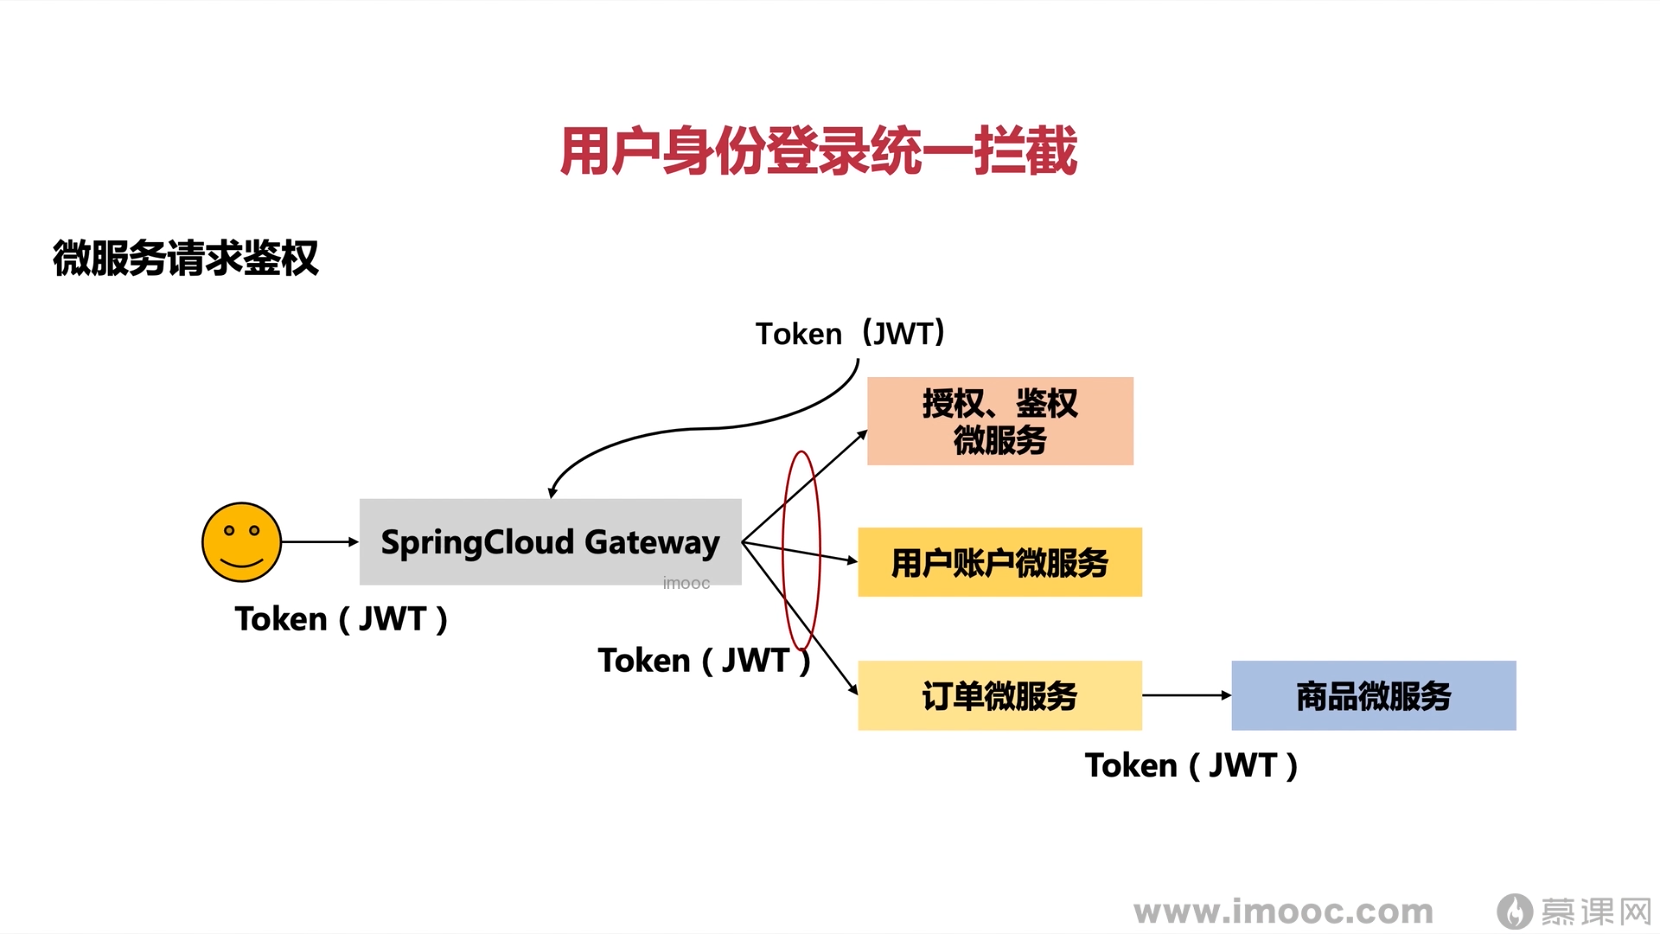 用户身份登录统一拦截
微服务请求鉴权
Token（JWT）
授权、鉴权
微服务
SpringCloud Gateway
imooc
用户账户微服务
Token（JWT）
Token（JWT）
订单微服务
商品微服务
Token（JWT）
www.imooc.com
慕课网